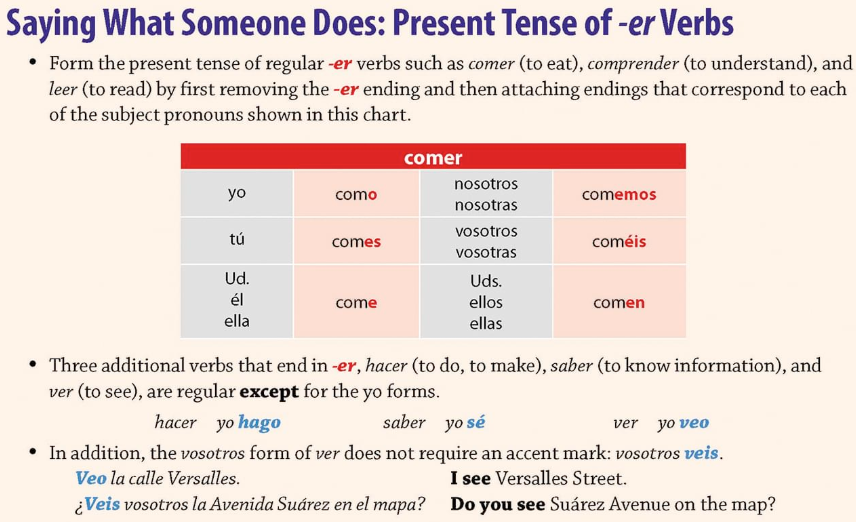 Saying What Someone Does: Present Tense of -er Verbs
• Form the present tense of regular -er verbs such as comer (to eat), comprender (to understand), and
leer (to read) by first removing the -er ending and then attaching endings that correspond to each
of the subject pronouns shown in this chart.
comer
yo como nosotros nosotras comemos
tú comes vosotros vosotras coméis
Ud. él ella come Uds. ellos ellas comen
• Three additional verbs that end in -er, hacer (to do, to make), saber (to know information), and
ver (to see), are regular except for the yo forms.
hacer yo hago saber yo sé ver yo veo
• In addition, the vosotros form of ver does not require an accent mark: vosotros veis.
Veo la calle Versalles. I see Versalles Street.
¿Veis vosotros la Avenida Suárez en el mapa? Do you see Suárez Avenue on the map?